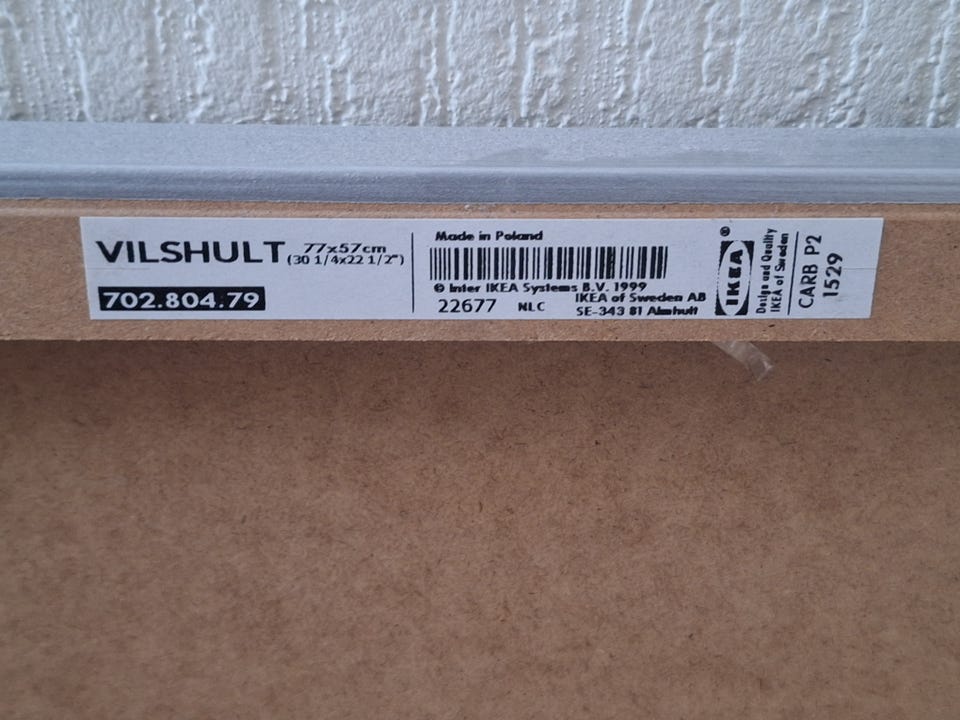 VILSHULT 77x57cm
(30 1/4x22 1/2")
702.804.79
Made in Poland
© Inter IKEA Systems B.V. 1999
22677 NLC IKEA of Sweden AB
SE-343 81 Älmhult
IKEA ®
Design and Quality
IKEA of Sweden
CARB P2
1529